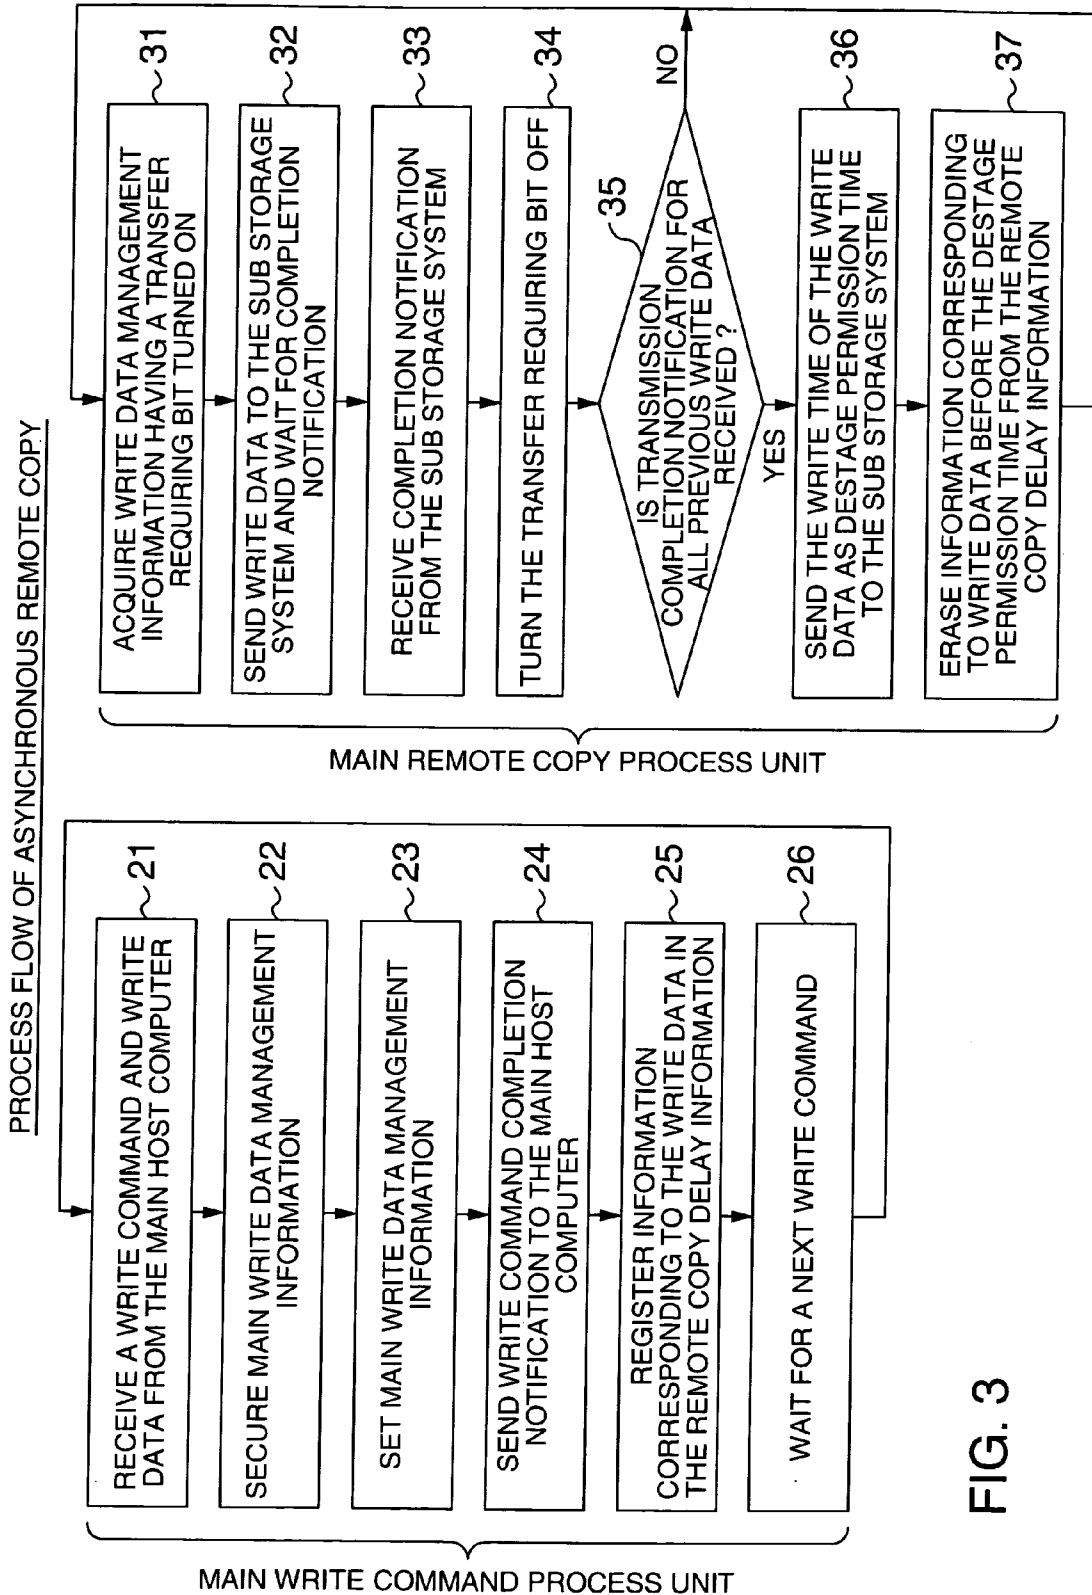 PROCESS FLOW OF ASYNCHRONOUS REMOTE COPY
RECEIVE A WRITE COMMAND AND WRITE
DATA FROM THE MAIN HOST COMPUTER
21
SECURE MAIN WRITE DATA MANAGEMENT
INFORMATION
22
SET MAIN WRITE DATA MANAGEMENT
INFORMATION
23
SEND WRITE COMMAND COMPLETION
NOTIFICATION TO THE MAIN HOST
COMPUTER
24
REGISTER INFORMATION
CORRESPONDING TO THE WRITE DATA IN
THE REMOTE COPY DELAY INFORMATION
25
WAIT FOR A NEXT WRITE COMMAND
26
MAIN WRITE COMMAND PROCESS UNIT
ACQUIRE WRITE DATA MANAGEMENT
INFORMATION HAVING A TRANSFER
REQUIRING BIT TURNED ON
31
SEND WRITE DATA TO THE SUB STORAGE
SYSTEM AND WAIT FOR COMPLETION
NOTIFICATION
32
RECEIVE COMPLETION NOTIFICATION
FROM THE SUB STORAGE SYSTEM
33
TURN THE TRANSFER REQUIRING BIT OFF
34
35
IS TRANSMISSION
COMPLETION NOTIFICATION FOR
ALL PREVIOUS WRITE DATA
RECEIVED ?
NO
YES
SEND THE WRITE TIME OF THE WRITE
DATA AS DESTAGE PERMISSION TIME
TO THE SUB STORAGE SYSTEM
36
ERASE INFORMATION CORRESPONDING
TO WRITE DATA BEFORE THE DESTAGE
PERMISSION TIME FROM THE REMOTE
COPY DELAY INFORMATION
37
MAIN REMOTE COPY PROCESS UNIT
FIG. 3